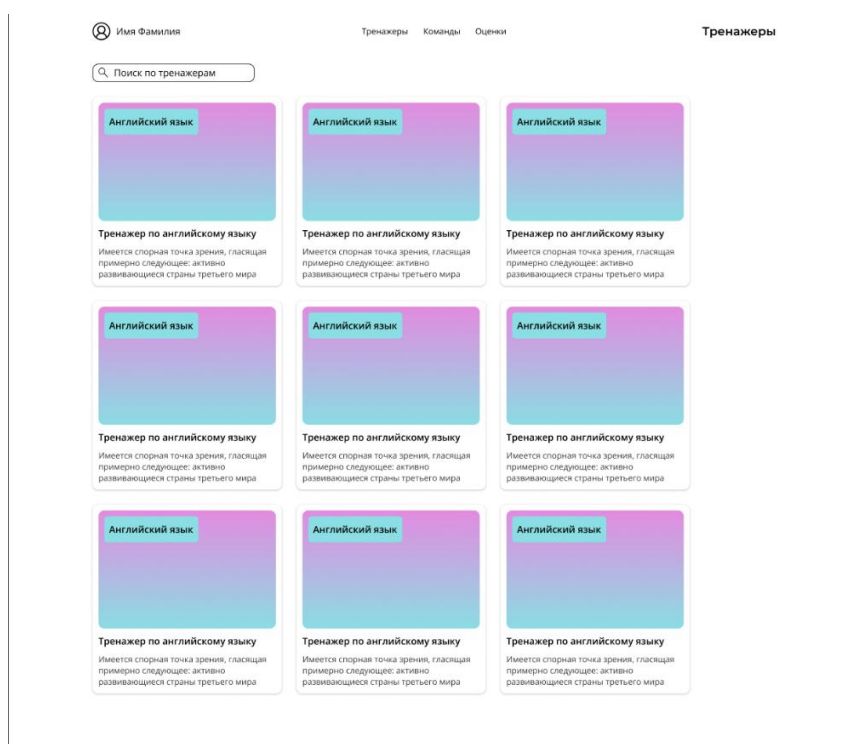 Имя Фамилия
Тренажеры Команды Оценки
Тренажеры
Поиск по тренажерам
Английский язык
Тренажер по английскому языку
Имеется спорная точка зрения, гласящая
примерно следующее: активно
развивающиеся страны третьего мира
Английский язык
Тренажер по английскому языку
Имеется спорная точка зрения, гласящая
примерно следующее: активно
развивающиеся страны третьего мира
Английский язык
Тренажер по английскому языку
Имеется спорная точка зрения, гласящая
примерно следующее: активно
развивающиеся страны третьего мира
Английский язык
Тренажер по английскому языку
Имеется спорная точка зрения, гласящая
примерно следующее: активно
развивающиеся страны третьего мира
Английский язык
Тренажер по английскому языку
Имеется спорная точка зрения, гласящая
примерно следующее: активно
развивающиеся страны третьего мира
Английский язык
Тренажер по английскому языку
Имеется спорная точка зрения, гласящая
примерно следующее: активно
развивающиеся страны третьего мира
Английский язык
Тренажер по английскому языку
Имеется спорная точка зрения, гласящая
примерно следующее: активно
развивающиеся страны третьего мира
Английский язык
Тренажер по английскому языку
Имеется спорная точка зрения, гласящая
примерно следующее: активно
развивающиеся страны третьего мира
Английский язык
Тренажер по английскому языку
Имеется спорная точка зрения, гласящая
примерно следующее: активно
развивающиеся страны третьего мира